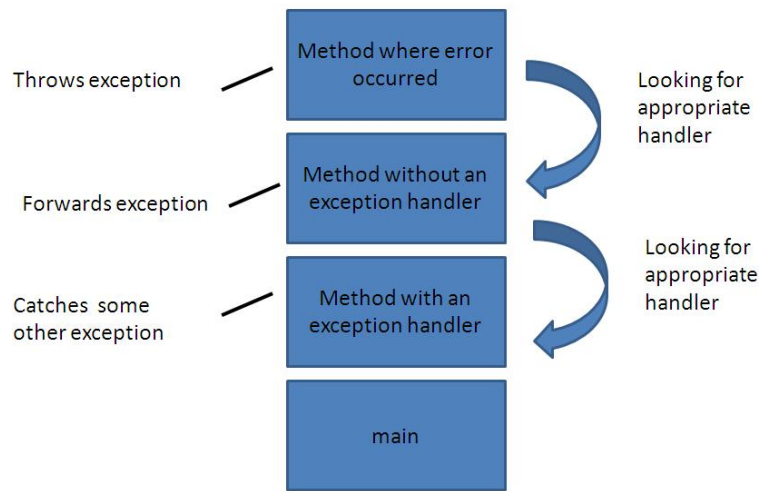 Method where error
occurred
Throws exception
Looking for
appropriate
handler
Method without an
exception handler
Forwards exception
Looking for
appropriate
handler
Method with an
exception handler
Catches some
other exception
main